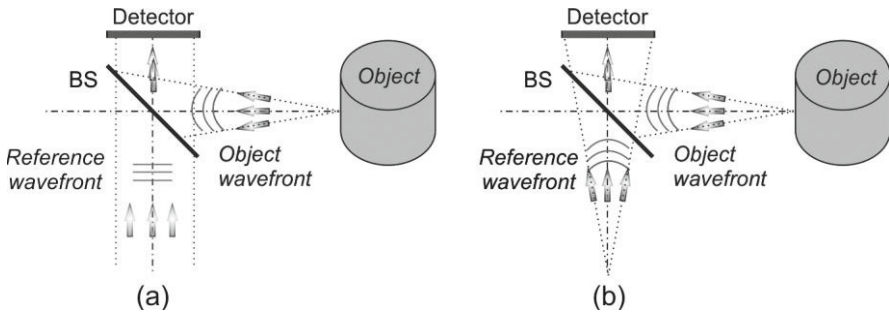 Detector
BS
Object
Reference
wavefront
Object
wavefront
(a)
Detector
BS
Object
Reference
wavefront
Object
wavefront
(b)